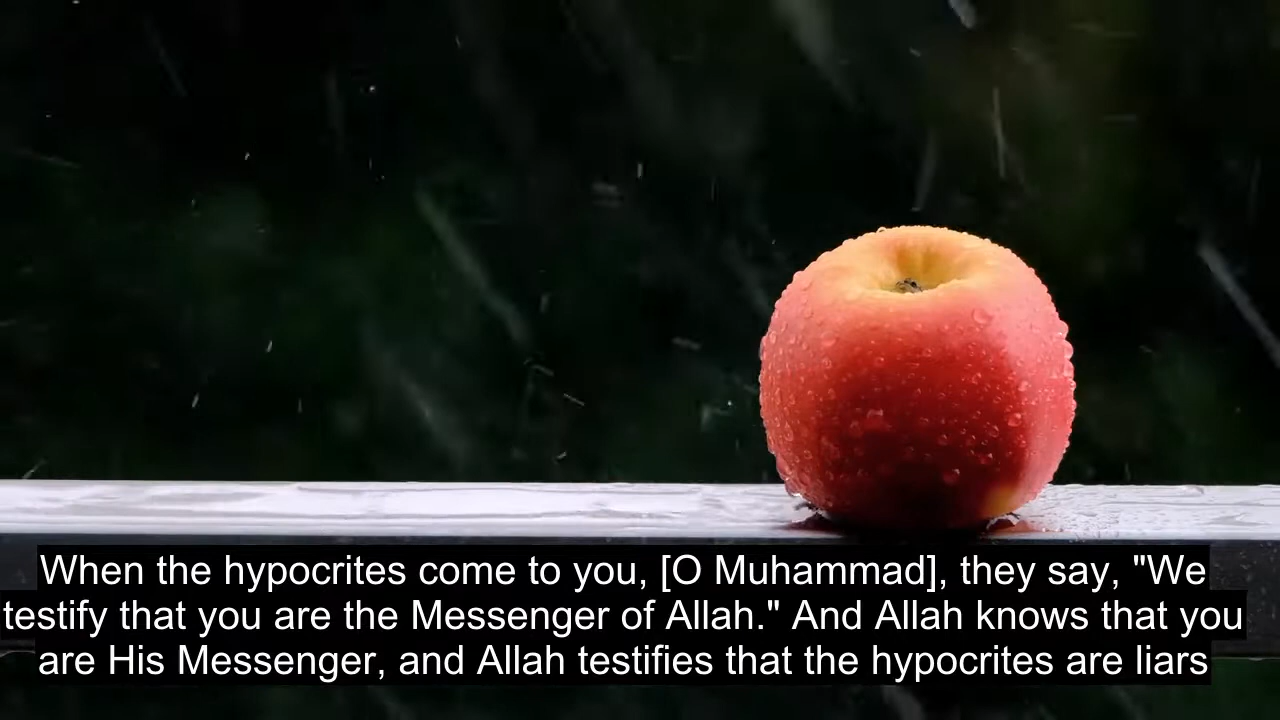 When the hypocrites come to you, [O Muhammad], they say, "We
testify that you are the Messenger of Allah." And Allah knows that you
are His Messenger, and Allah testifies that the hypocrites are liars